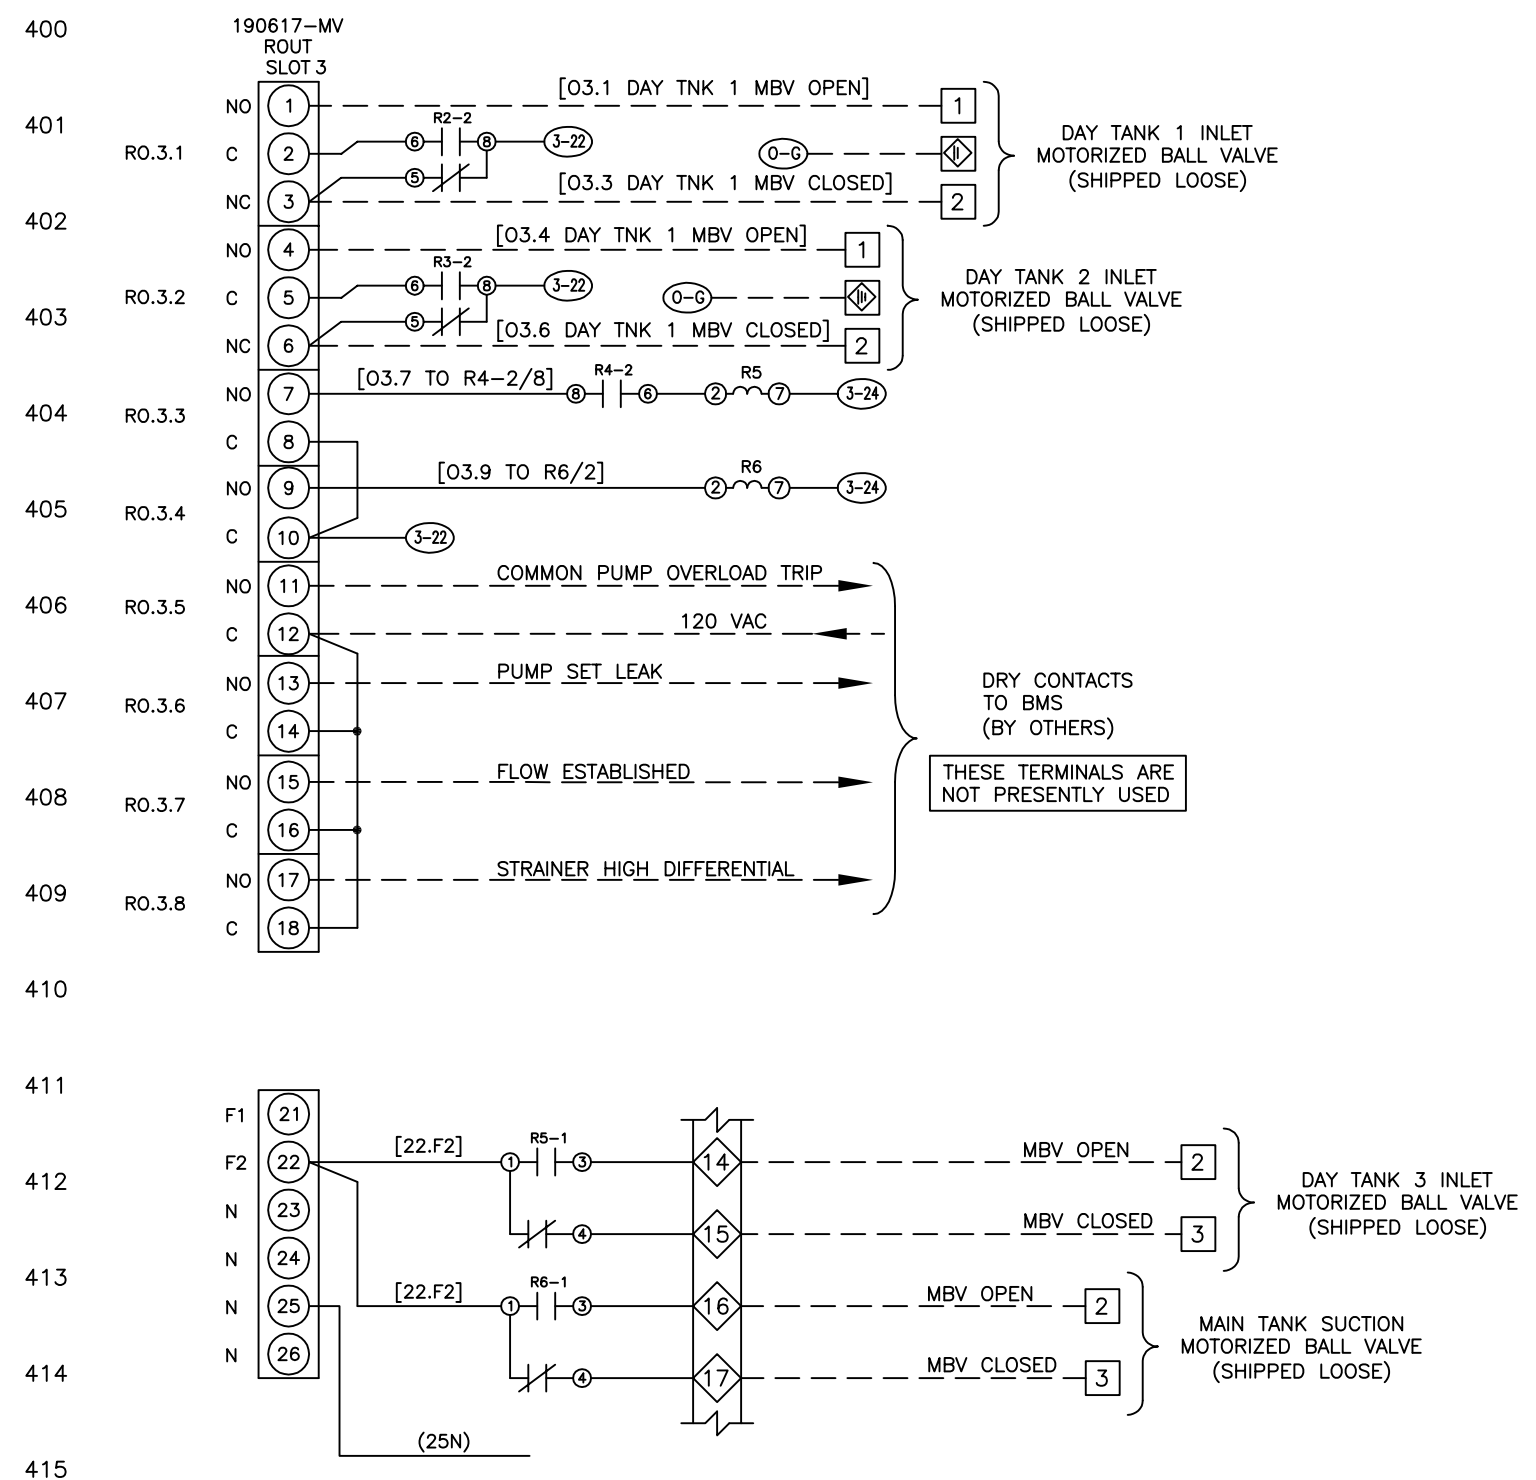 400
190617-MV
ROUT
SLOT 3
NO 1 [O3.1 DAY TNK 1 MBV OPEN] 1
401
R2-2
RO.3.1 C 2 6 8 3-22 O-G
DAY TANK 1 INLET
MOTORIZED BALL VALVE
(SHIPPED LOOSE)
5
NC 3 [O3.3 DAY TNK 1 MBV CLOSED] 2
402
NO 4 [O3.4 DAY TNK 1 MBV OPEN] 1
R3-2
RO.3.2 C 5 6 8 3-22 O-G
DAY TANK 2 INLET
MOTORIZED BALL VALVE
(SHIPPED LOOSE)
403
5
NC 6 [O3.6 DAY TNK 1 MBV CLOSED] 2
NO 7 [O3.7 TO R4-2/8] 8 R4-2 6 2 R5 7 3-24
404
RO.3.3
C 8
NO 9 [O3.9 TO R6/2] 2 R6 7 3-24
405
RO.3.4
C 10 3-22
NO 11 COMMON PUMP OVERLOAD TRIP
406
RO.3.5
C 12 120 VAC
NO 13 PUMP SET LEAK
407
RO.3.6
C 14
DRY CONTACTS
TO BMS
(BY OTHERS)
THESE TERMINALS ARE
NOT PRESENTLY USED
NO 15 FLOW ESTABLISHED
408
RO.3.7
C 16
NO 17 STRAINER HIGH DIFFERENTIAL
409
RO.3.8
C 18
410
411
F1 21
F2 22 [22.F2] 1 R5-1 3 14 MBV OPEN 2
412
DAY TANK 3 INLET
MOTORIZED BALL VALVE
(SHIPPED LOOSE)
N 23
4 15 MBV CLOSED 3
N 24
413
N 25 [22.F2] 1 R6-1 3 16 MBV OPEN 2
MAIN TANK SUCTION
MOTORIZED BALL VALVE
(SHIPPED LOOSE)
N 26
414
4 17 MBV CLOSED 3
(25N)
415